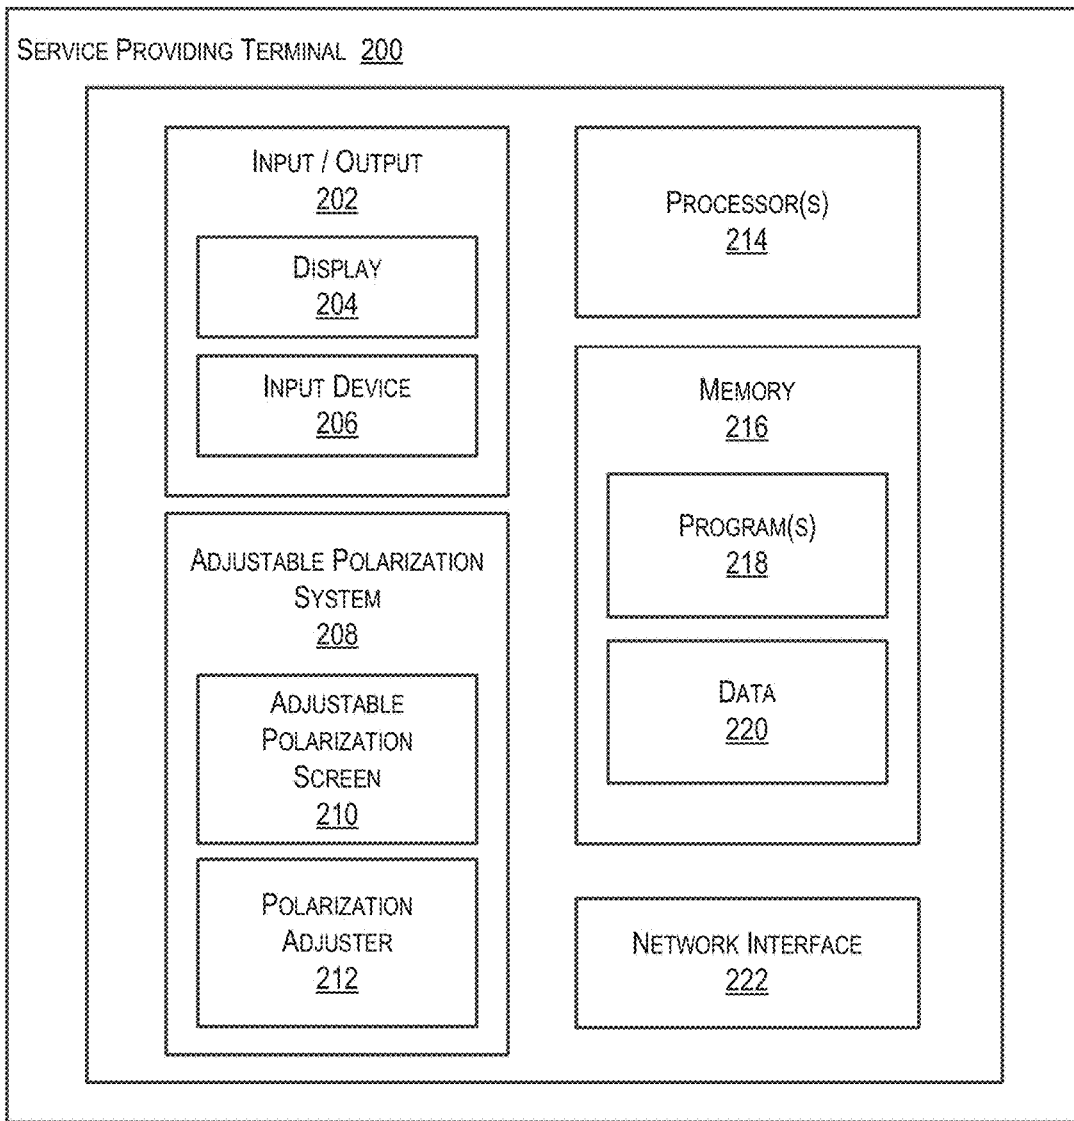 SERVICE PROVIDING TERMINAL 200
INPUT / OUTPUT
202
DISPLAY
204
INPUT DEVICE
206
ADJUSTABLE POLARIZATION
SYSTEM
208
ADJUSTABLE
POLARIZATION
SCREEN
210
POLARIZATION
ADJUSTER
212
PROCESSOR(S)
214
MEMORY
216
PROGRAM(S)
218
DATA
220
NETWORK INTERFACE
222